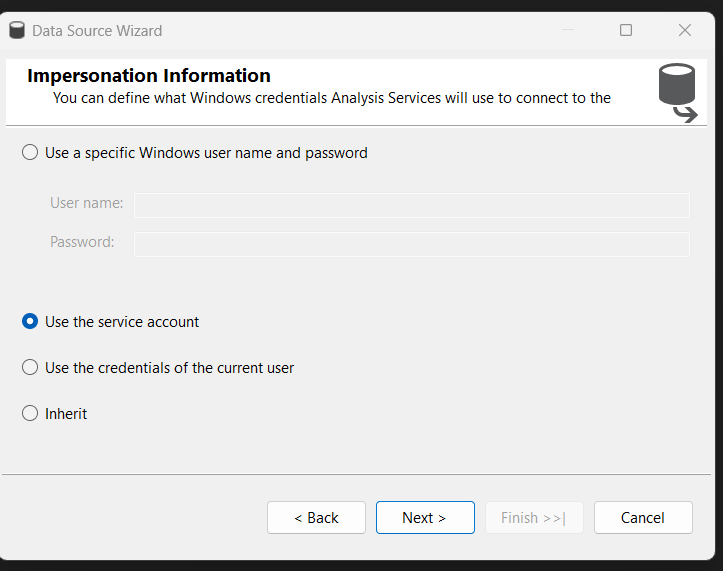 Data Source Wizard
Impersonation Information
You can define what Windows credentials Analysis Services will use to connect to the
Use a specific Windows user name and password
User name:
Password:
Use the service account
Use the credentials of the current user
Inherit
< Back
Next >
Finish >>|
Cancel